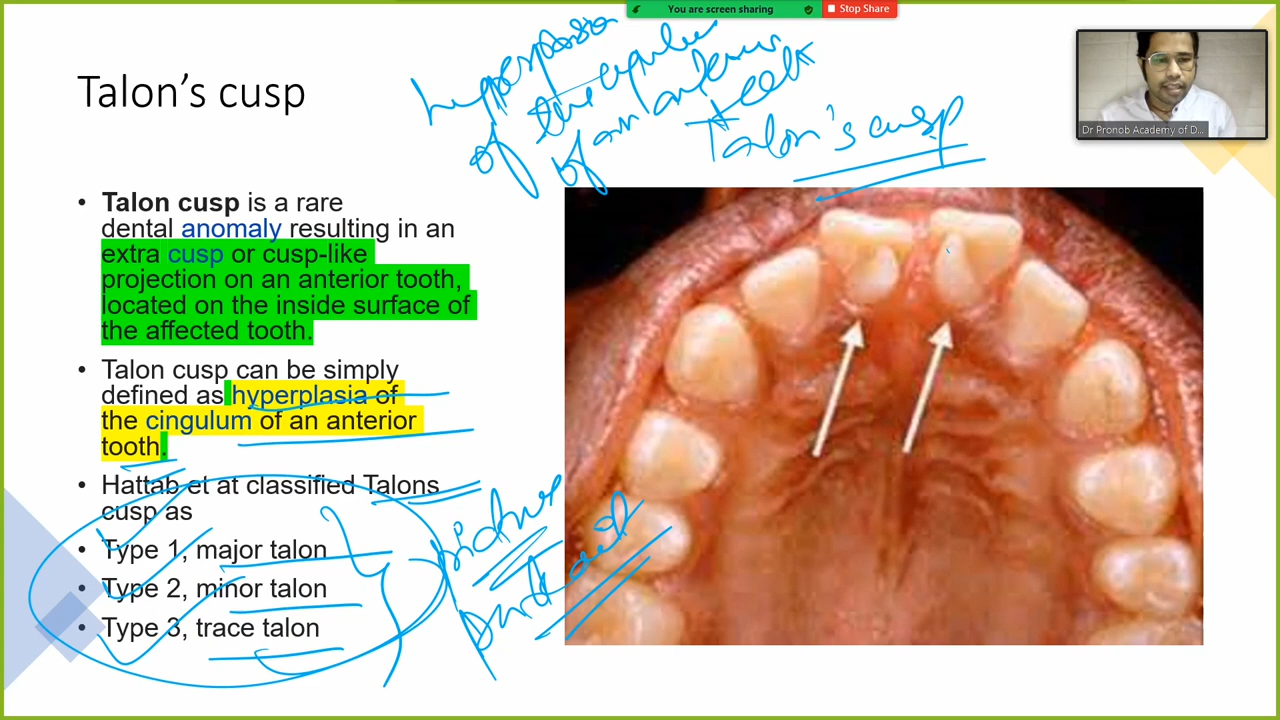 You are screen sharing
Stop Share
Talon's cusp
hyperplasia
of the cingulum
of an anterior
teeth
Talon's cusp
Dr Pronob Academy of D...
• Talon cusp is a rare
dental anomaly resulting in an
extra cusp or cusp-like
projection on an anterior tooth,
located on the inside surface of
the affected tooth.
• Talon cusp can be simply
defined as hyperplasia of
the cingulum of an anterior
tooth.
• Hattab et at classified Talons
cusp as
• Type 1, major talon
• Type 2, minor talon
• Type 3, trace talon